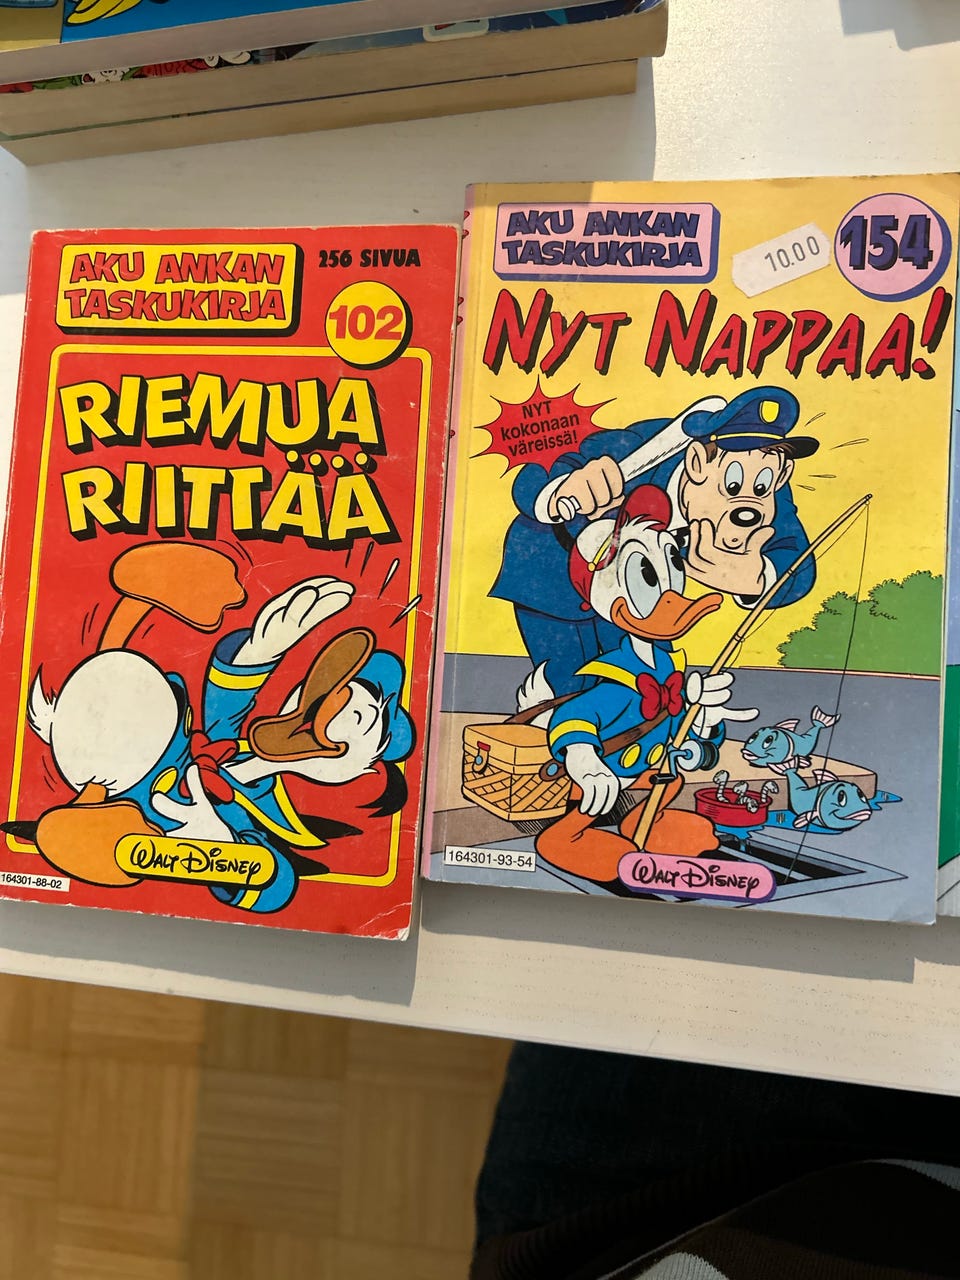 AKU ANKAN
TASKUKIRJA
256 SIVUA
102
RIEMUA
RIITTÄÄ
WALT DISNEY
164301-88-02
AKU ANKAN
TASKUKIRJA
10.00
154
NYT NAPPAA!
NYT
kokonaan
väreissä!
164301-93-54
WALT DISNEY